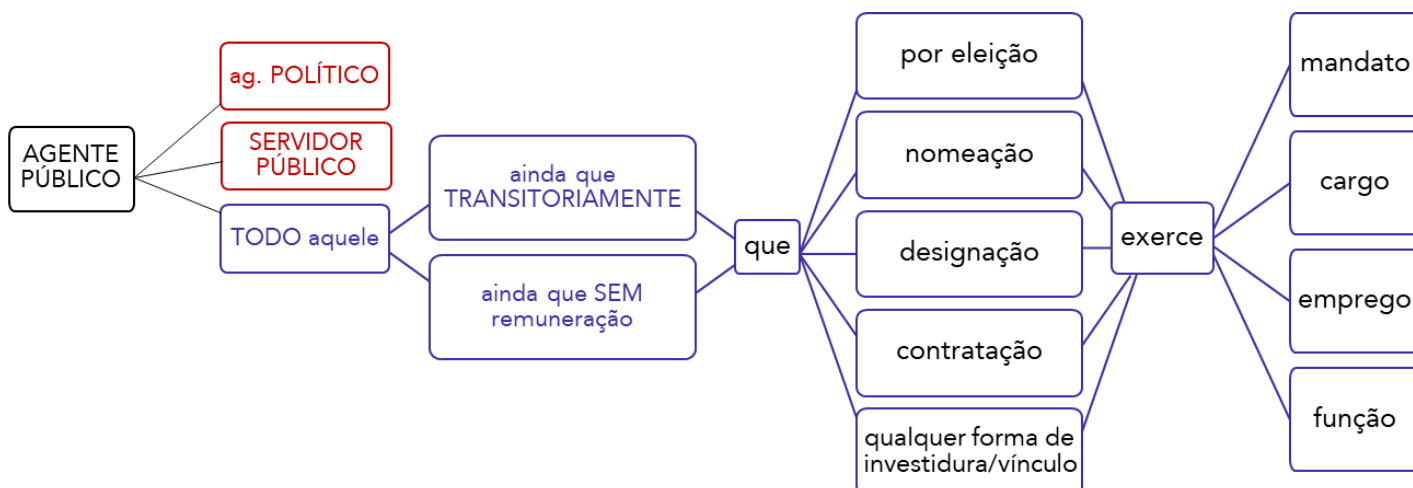 AGENTE
PÚBLICO
ag. POLÍTICO
SERVIDOR
PÚBLICO
TODO aquele
ainda que
TRANSITORIAMENTE
ainda que SEM
remuneração
que
por eleição
nomeação
designação
contratação
qualquer forma de
investidura/vínculo
exerce
mandato
cargo
emprego
função